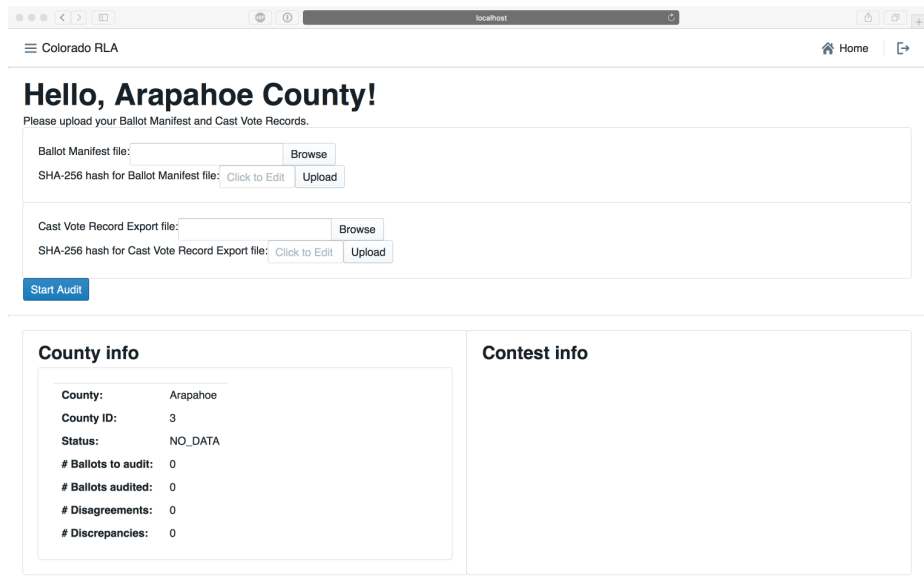 localhost
Colorado RLA
Home
Hello, Arapahoe County!
Please upload your Ballot Manifest and Cast Vote Records.
Ballot Manifest file: Browse
SHA-256 hash for Ballot Manifest file: Click to Edit Upload
Cast Vote Record Export file: Browse
SHA-256 hash for Cast Vote Record Export file: Click to Edit Upload
Start Audit
County info
County: Arapahoe
County ID: 3
Status: NO_DATA
# Ballots to audit: 0
# Ballots audited: 0
# Disagreements: 0
# Discrepancies: 0
Contest info